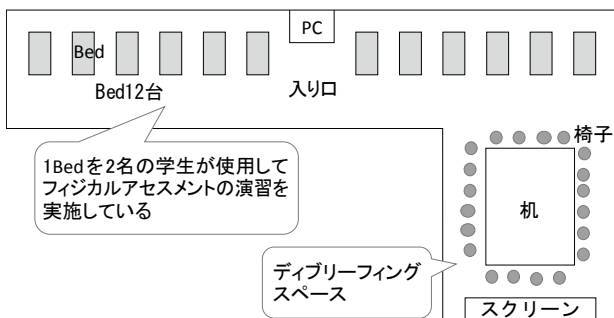 PC
Bed
Bed12台
入り口
椅子
1Bedを2名の学生が使用して
フィジカルアセスメントの演習を
実施している
机
ディブリーフィング
スペース
スクリーン